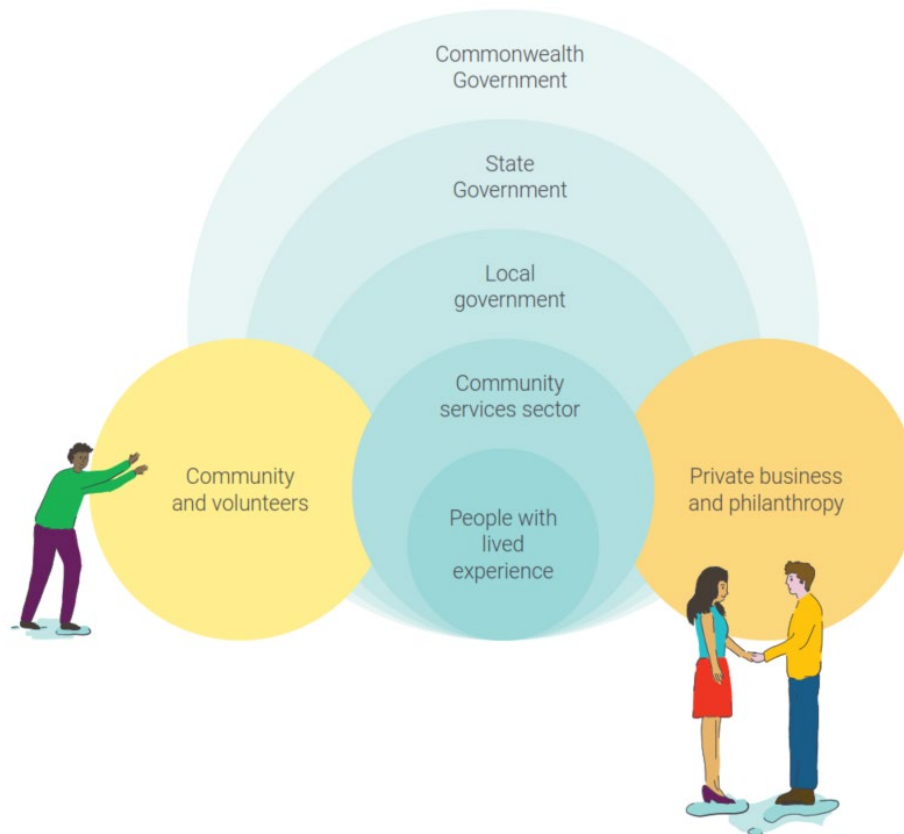 Commonwealth
Government
State
Government
Local
government
Community
services sector
Community
and volunteers
People with
lived
experience
Private business
and philanthropy